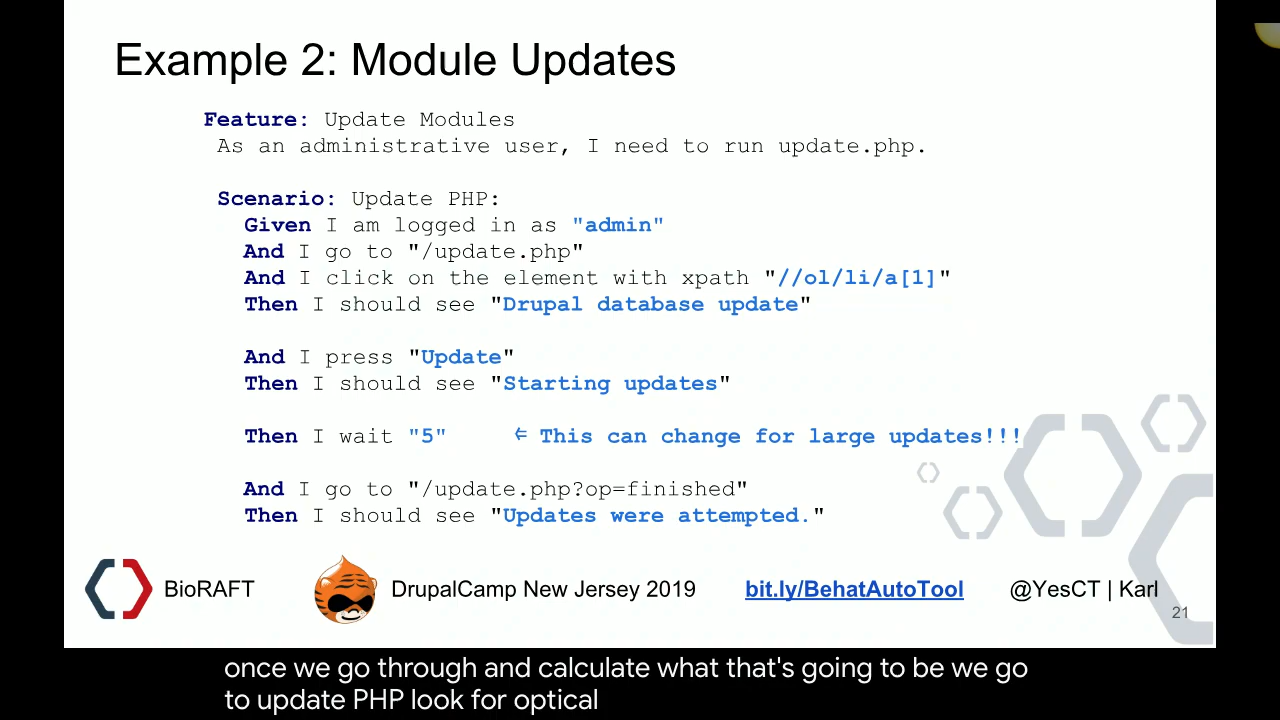 Example 2: Module Updates
Feature: Update Modules
As an administrative user, I need to run update.php.
Scenario: Update PHP:
Given I am logged in as "admin"
And I go to "/update.php"
And I click on the element with xpath "//ol/li/a[1]"
Then I should see "Drupal database update"
And I press "Update"
Then I should see "Starting updates"
Then I wait "5" ⇐ This can change for large updates!!!
And I go to "/update.php?op=finished"
Then I should see "Updates were attempted."
BioRAFT DrupalCamp New Jersey 2019 bit.ly/BehatAutoTool @YesCT | Karl
21
once we go through and calculate what that's going to be we go
to update PHP look for optical